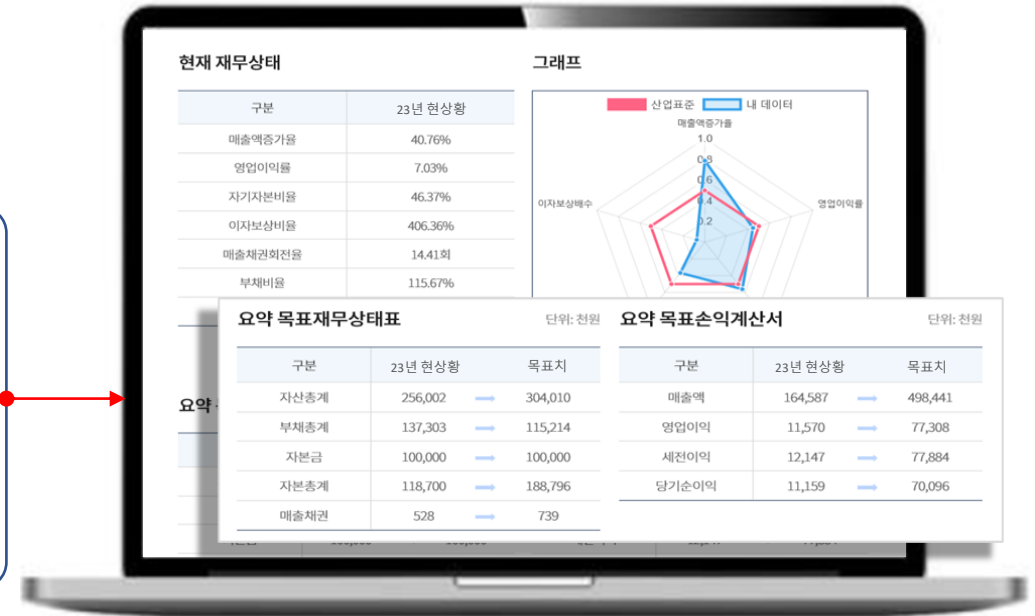 현재 재무상태
구분 23년 현상황
매출액증가율 40.76%
영업이익률 7.03%
자기자본비율 46.37%
이자보상비율 406.36%
매출채권회전율 14.41회
부채비율 115.67%
그래프
산업표준 내 데이터
매출액증가율
1.0
0.8
0.6
0.4
0.2
이자보상배수
영업이익률
요약
요약 목표재무상태표 단위: 천원
구분 23년 현상황 목표치
자산총계 256,002 304,010
부채총계 137,303 115,214
자본금 100,000 100,000
자본총계 118,700 188,796
매출채권 528 739
요약 목표손익계산서 단위: 천원
구분 23년 현상황 목표치
매출액 164,587 498,441
영업이익 11,570 77,308
세전이익 12,147 77,884
당기순이익 11,159 70,096